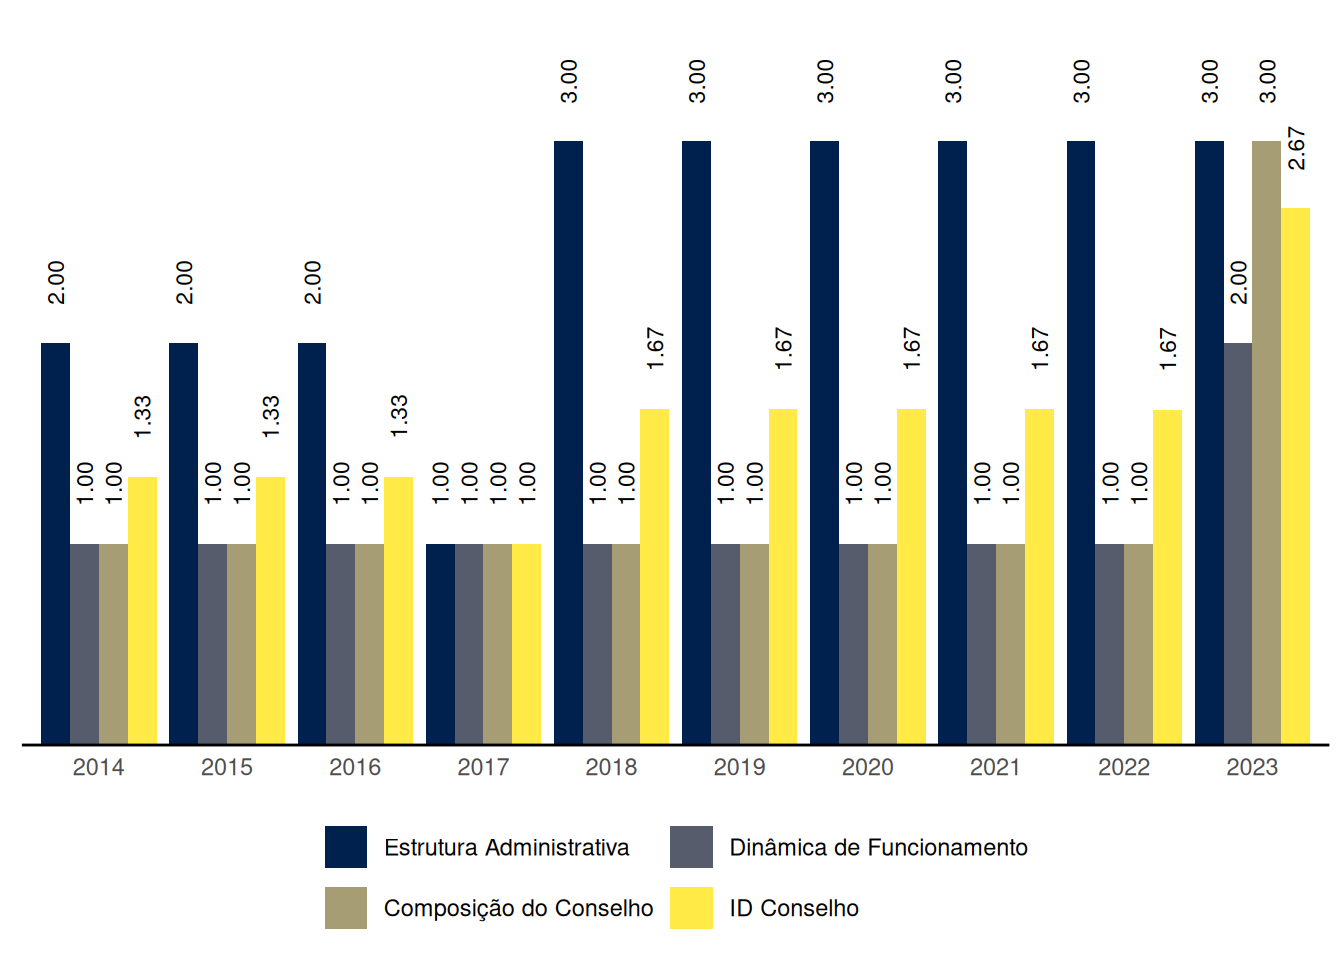 3.00 3.00 3.00 3.00 3.00 3.00 3.00
2.67
2.00 2.00 2.00 2.00
1.67 1.67 1.67 1.67 1.67
1.33 1.33 1.33
1.00 1.00 1.00 1.00 1.00 1.00 1.00 1.00 1.00 1.00 1.00 1.00 1.00 1.00 1.00 1.00 1.00 1.00 1.00 1.00
2014 2015 2016 2017 2018 2019 2020 2021 2022 2023
Estrutura Administrativa Dinâmica de Funcionamento
Composição do Conselho ID Conselho